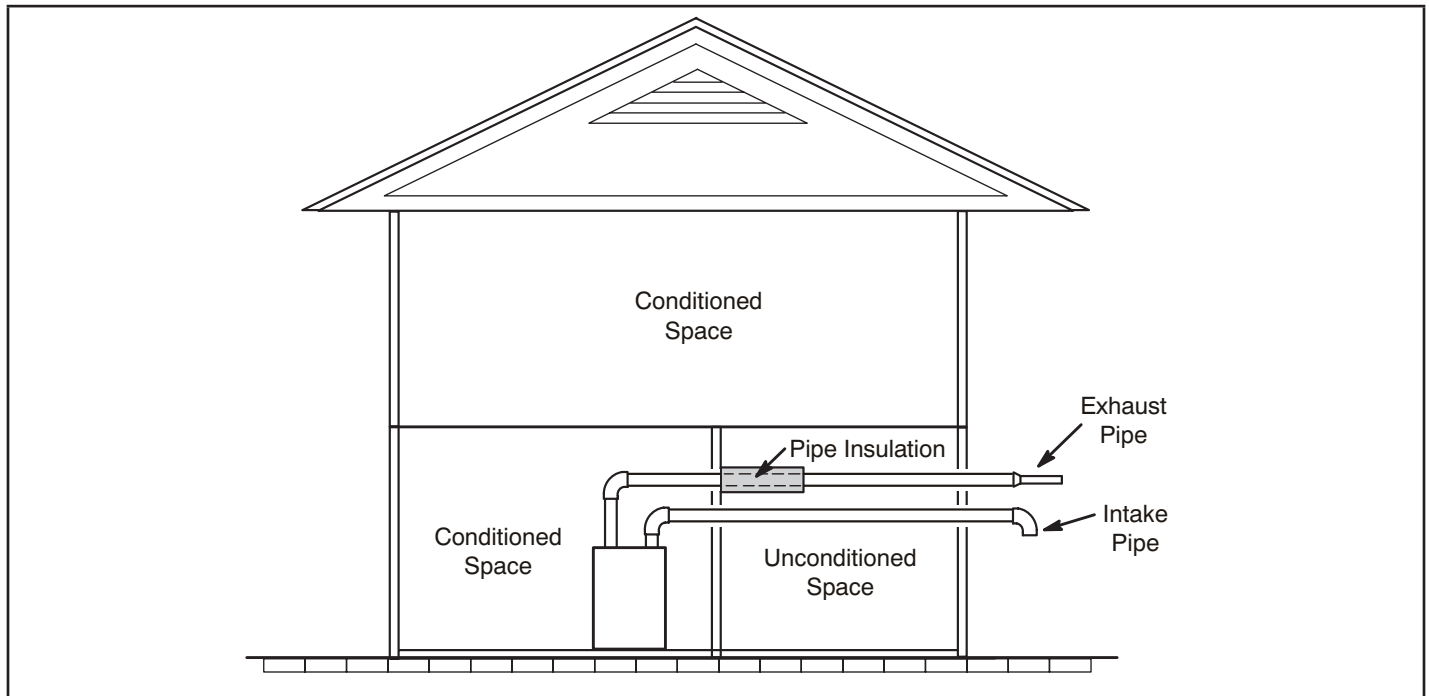 Conditioned
Space
Exhaust
Pipe
Pipe Insulation
Intake
Pipe
Conditioned
Space
Unconditioned
Space